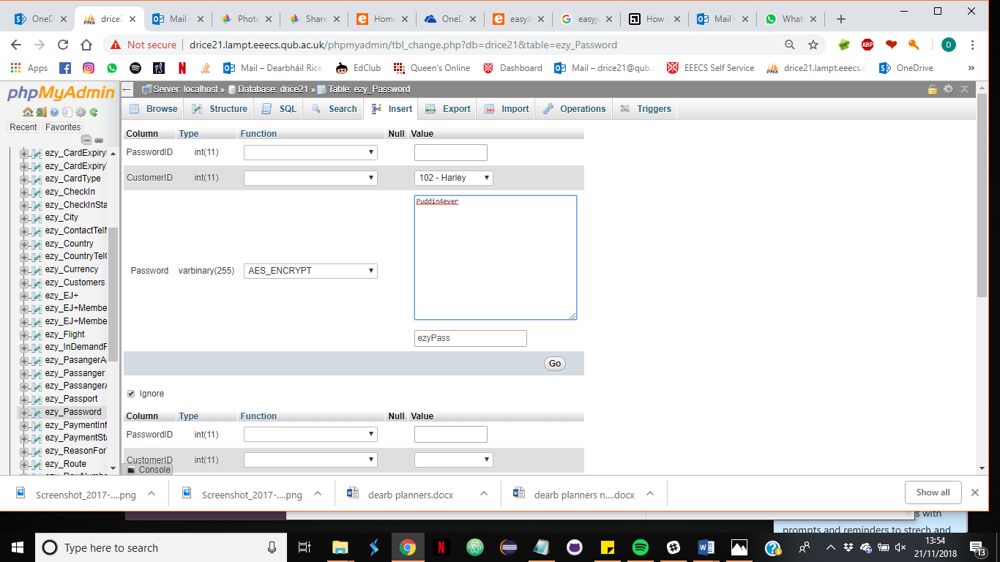 OneD
drice2
Mail -
Photo
Share
Home
OneD
easyJ
easyje
How
Mail -
What
Not secure | drice21.lampt.eeecs.qub.ac.uk/phpmyadmin/tbl_change.php?db=drice21&table=ezy_Password
ABP
D
Apps
Mail – Dearbháil Rice
EdClub
Queen's Online
Dashboard
Mail – drice21@qub.a
EEECS Self Service
drice21.lampt.eeecs.q
OneDrive
»
phpMyAdmin
Recent
Favorites
ezy_CardExpiry
ezy_CardExpiry
ezy_CardType
ezy_CheckIn
ezy_CheckInSta
ezy_City
ezy_ContactTelN
ezy_Country
ezy_CountryTelC
ezy_Currency
ezy_Customers
ezy_EJ+
ezy_EJ+Membe
ezy_EJ+Membe
ezy_Flight
ezy_InDemandF
ezy_PasangerA
ezy_Passanger
ezy_PassangerA
ezy_Passport
ezy_Password
ezy_PaymentInf
ezy_PaymentSta
ezy_ReasonFor
ezy_Route
Server: localhost » Database: drice21 » Table: ezy_Password
Browse
Structure
SQL
Search
Insert
Export
Import
Operations
Triggers
Column Type Function Null Value
PasswordID int(11)
CustomerID int(11) 102 - Harley
Puddin4ever
Password varbinary(255) AES_ENCRYPT
ezyPass
Go
Ignore
Column Type Function Null Value
PasswordID int(11)
CustomerID int(11)
Console
Screenshot_2017-....png
Screenshot_2017-....png
dearb planners.docx
dearb planners n....docx
Show all
s with
prompts and reminders to strech and
Type here to search
13:54
21/11/2018
13